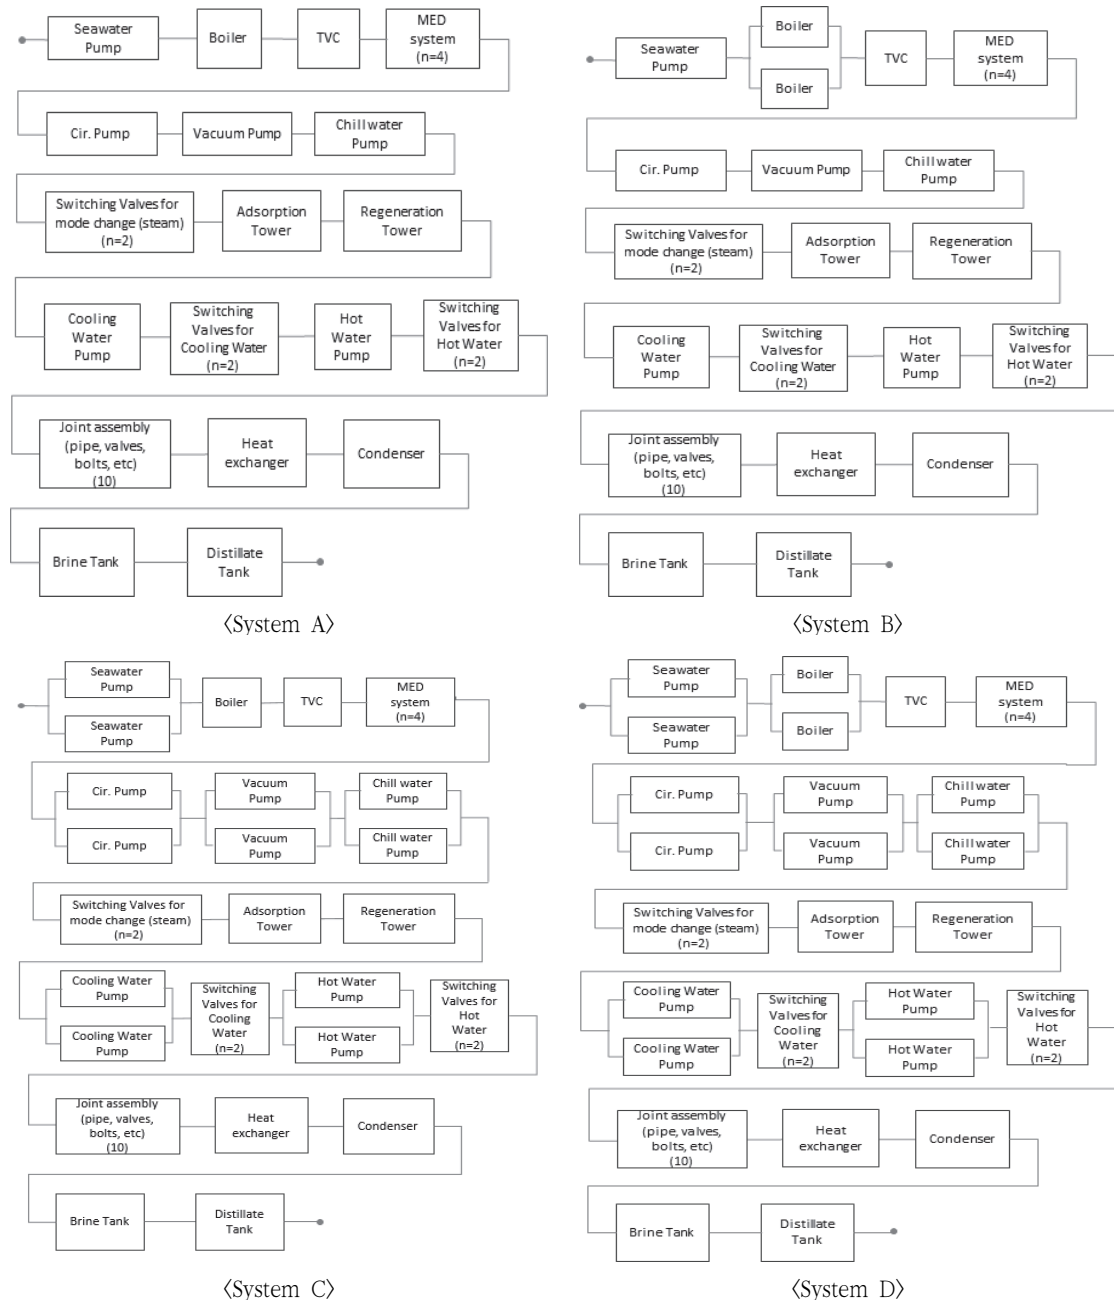 Seawater
Pump
Boiler
TVC
MED
system
(n=4)
Cir. Pump
Vacuum Pump
Chill water
Pump
Switching Valves for
mode change (steam)
(n=2)
Adsorption
Tower
Regeneration
Tower
Cooling
Water
Pump
Switching
Valves for
Cooling Water
(n=2)
Hot
Water
Pump
Switching
Valves for
Hot Water
(n=2)
Joint assembly
(pipe, valves,
bolts, etc)
(10)
Heat
exchanger
Condenser
Brine Tank
Distillate
Tank
〈System A〉
Seawater
Pump
Boiler
Boiler
TVC
MED
system
(n=4)
Cir. Pump
Vacuum Pump
Chill water
Pump
Switching Valves for
mode change (steam)
(n=2)
Adsorption
Tower
Regeneration
Tower
Cooling
Water
Pump
Switching
Valves for
Cooling Water
(n=2)
Hot
Water
Pump
Switching
Valves for
Hot Water
(n=2)
Joint assembly
(pipe, valves,
bolts, etc)
(10)
Heat
exchanger
Condenser
Brine Tank
Distillate
Tank
〈System B〉
Seawater
Pump
Seawater
Pump
Boiler
TVC
MED
system
(n=4)
Cir. Pump
Cir. Pump
Vacuum
Pump
Vacuum
Pump
Chill water
Pump
Chill water
Pump
Switching Valves for
mode change (steam)
(n=2)
Adsorption
Tower
Regeneration
Tower
Cooling Water
Pump
Cooling Water
Pump
Switching
Valves for
Cooling
Water
(n=2)
Hot Water
Pump
Hot Water
Pump
Switching
Valves for
Hot
Water
(n=2)
Joint assembly
(pipe, valves,
bolts, etc)
(10)
Heat
exchanger
Condenser
Brine Tank
Distillate
Tank
〈System C〉
Seawater
Pump
Seawater
Pump
Boiler
Boiler
TVC
MED
system
(n=4)
Cir. Pump
Cir. Pump
Vacuum
Pump
Vacuum
Pump
Chill water
Pump
Chill water
Pump
Switching Valves for
mode change (steam)
(n=2)
Adsorption
Tower
Regeneration
Tower
Cooling Water
Pump
Cooling Water
Pump
Switching
Valves for
Cooling
Water
(n=2)
Hot Water
Pump
Hot Water
Pump
Switching
Valves for
Hot
Water
(n=2)
Joint assembly
(pipe, valves,
bolts, etc)
(10)
Heat
exchanger
Condenser
Brine Tank
Distillate
Tank
〈System D〉